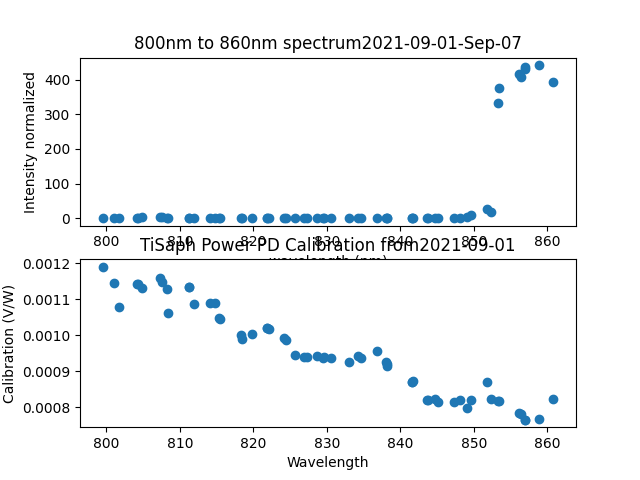 800nm to 860nm spectrum2021-09-01-Sep-07
Intensity normalized
400
300
200
100
0
800 810 820 830 840 850 860
wavelength (nm)
TiSaph Power-PD Calibration from2021-09-01
Calibration (V/W)
0.0012
0.0011
0.0010
0.0009
0.0008
800 810 820 830 840 850 860
Wavelength